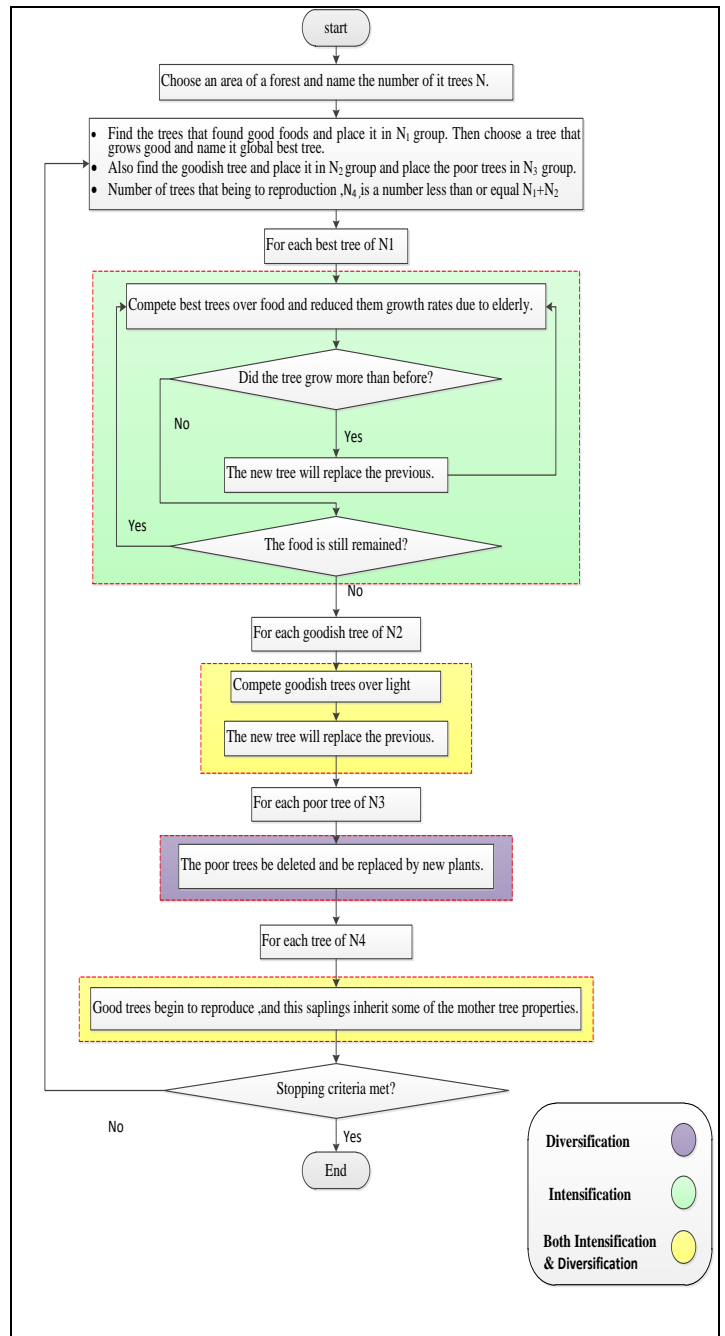 start
Choose an area of a forest and name the number of it trees N.
• Find the trees that found good foods and place it in N1 group. Then choose a tree that
grows good and name it global best tree.
• Also find the goodish tree and place it in N2 group and place the poor trees in N3 group.
• Number of trees that being to reproduction ,N4, is a number less than or equal N1+N2
For each best tree of N1
Compete best trees over food and reduced them growth rates due to elderly.
Did the tree grow more than before?
No
Yes
The new tree will replace the previous.
Yes
The food is still remained?
No
For each goodish tree of N2
Compete goodish trees over light
The new tree will replace the previous.
For each poor tree of N3
The poor trees be deleted and be replaced by new plants.
For each tree of N4
Good trees begin to reproduce ,and this saplings inherit some of the mother tree properties.
Stopping criteria met?
No
Yes
End
Diversification
Intensification
Both Intensification
& Diversification